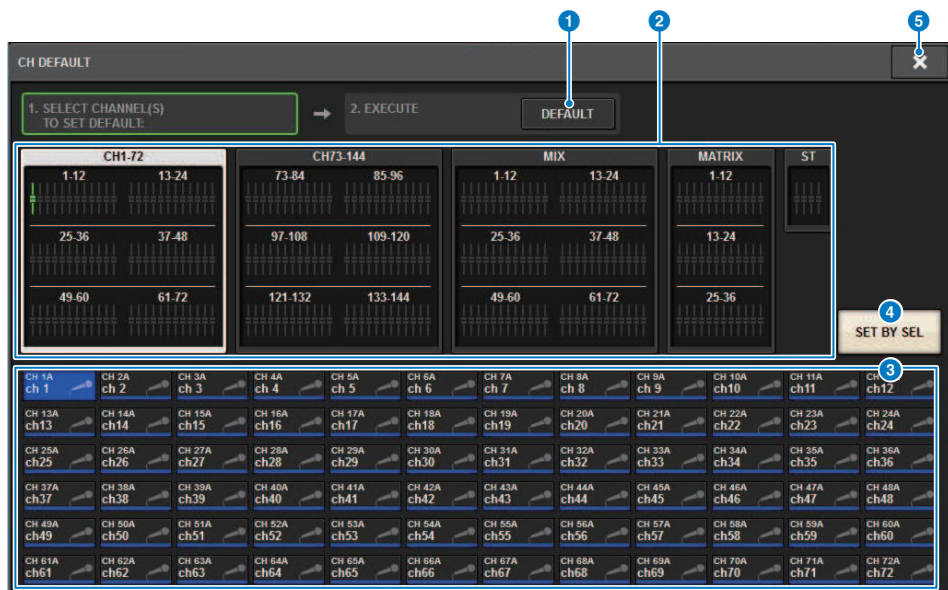 1 2 5
CH DEFAULT
1. SELECT CHANNEL(S)
TO SET DEFAULT:
2. EXECUTE
DEFAULT
CH1-72 CH73-144 MIX MATRIX ST
1-12 13-24 73-84 85-96 1-12 13-24 1-12
25-36 37-48 97-108 109-120 25-36 37-48 13-24
49-60 61-72 121-132 133-144 49-60 61-72 25-36
4
SET BY SEL
3
CH 1A CH 2A CH 3A CH 4A CH 5A CH 6A CH 7A CH 8A CH 9A CH 10A CH 11A CH
ch 1 ch 2 ch 3 ch 4 ch 5 ch 6 ch 7 ch 8 ch 9 ch10 ch11 ch12
CH 13A CH 14A CH 15A CH 16A CH 17A CH 18A CH 19A CH 20A CH 21A CH 22A CH 23A CH 24A
ch13 ch14 ch15 ch16 ch17 ch18 ch19 ch20 ch21 ch22 ch23 ch24
CH 25A CH 26A CH 27A CH 28A CH 29A CH 30A CH 31A CH 32A CH 33A CH 34A CH 35A CH 36A
ch25 ch26 ch27 ch28 ch29 ch30 ch31 ch32 ch33 ch34 ch35 ch36
CH 37A CH 38A CH 39A CH 40A CH 41A CH 42A CH 43A CH 44A CH 45A CH 46A CH 47A CH 48A
ch37 ch38 ch39 ch40 ch41 ch42 ch43 ch44 ch45 ch46 ch47 ch48
CH 49A CH 50A CH 51A CH 52A CH 53A CH 54A CH 55A CH 56A CH 57A CH 58A CH 59A CH 60A
ch49 ch50 ch51 ch52 ch53 ch54 ch55 ch56 ch57 ch58 ch59 ch60
CH 61A CH 62A CH 63A CH 64A CH 65A CH 66A CH 67A CH 68A CH 69A CH 70A CH 71A CH 72A
ch61 ch62 ch63 ch64 ch65 ch66 ch67 ch68 ch69 ch70 ch71 ch72